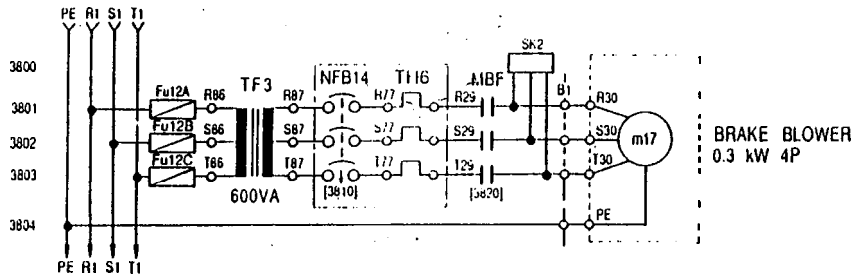 PE R1 S1 T1
3800
3801
3802
3803
3804
Fu12A
Fu12B
Fu12C
R86
S86
T86
TF3
600VA
R87
S87
T87
NFB14
[3810]
R77
S77
T77
TH6
MBF
R29
S29
T29
[3820]
SK2
B1
R30
S30
T30
PE
m17
BRAKE BLOWER
0.3 kW 4P
PE R1 S1 T1